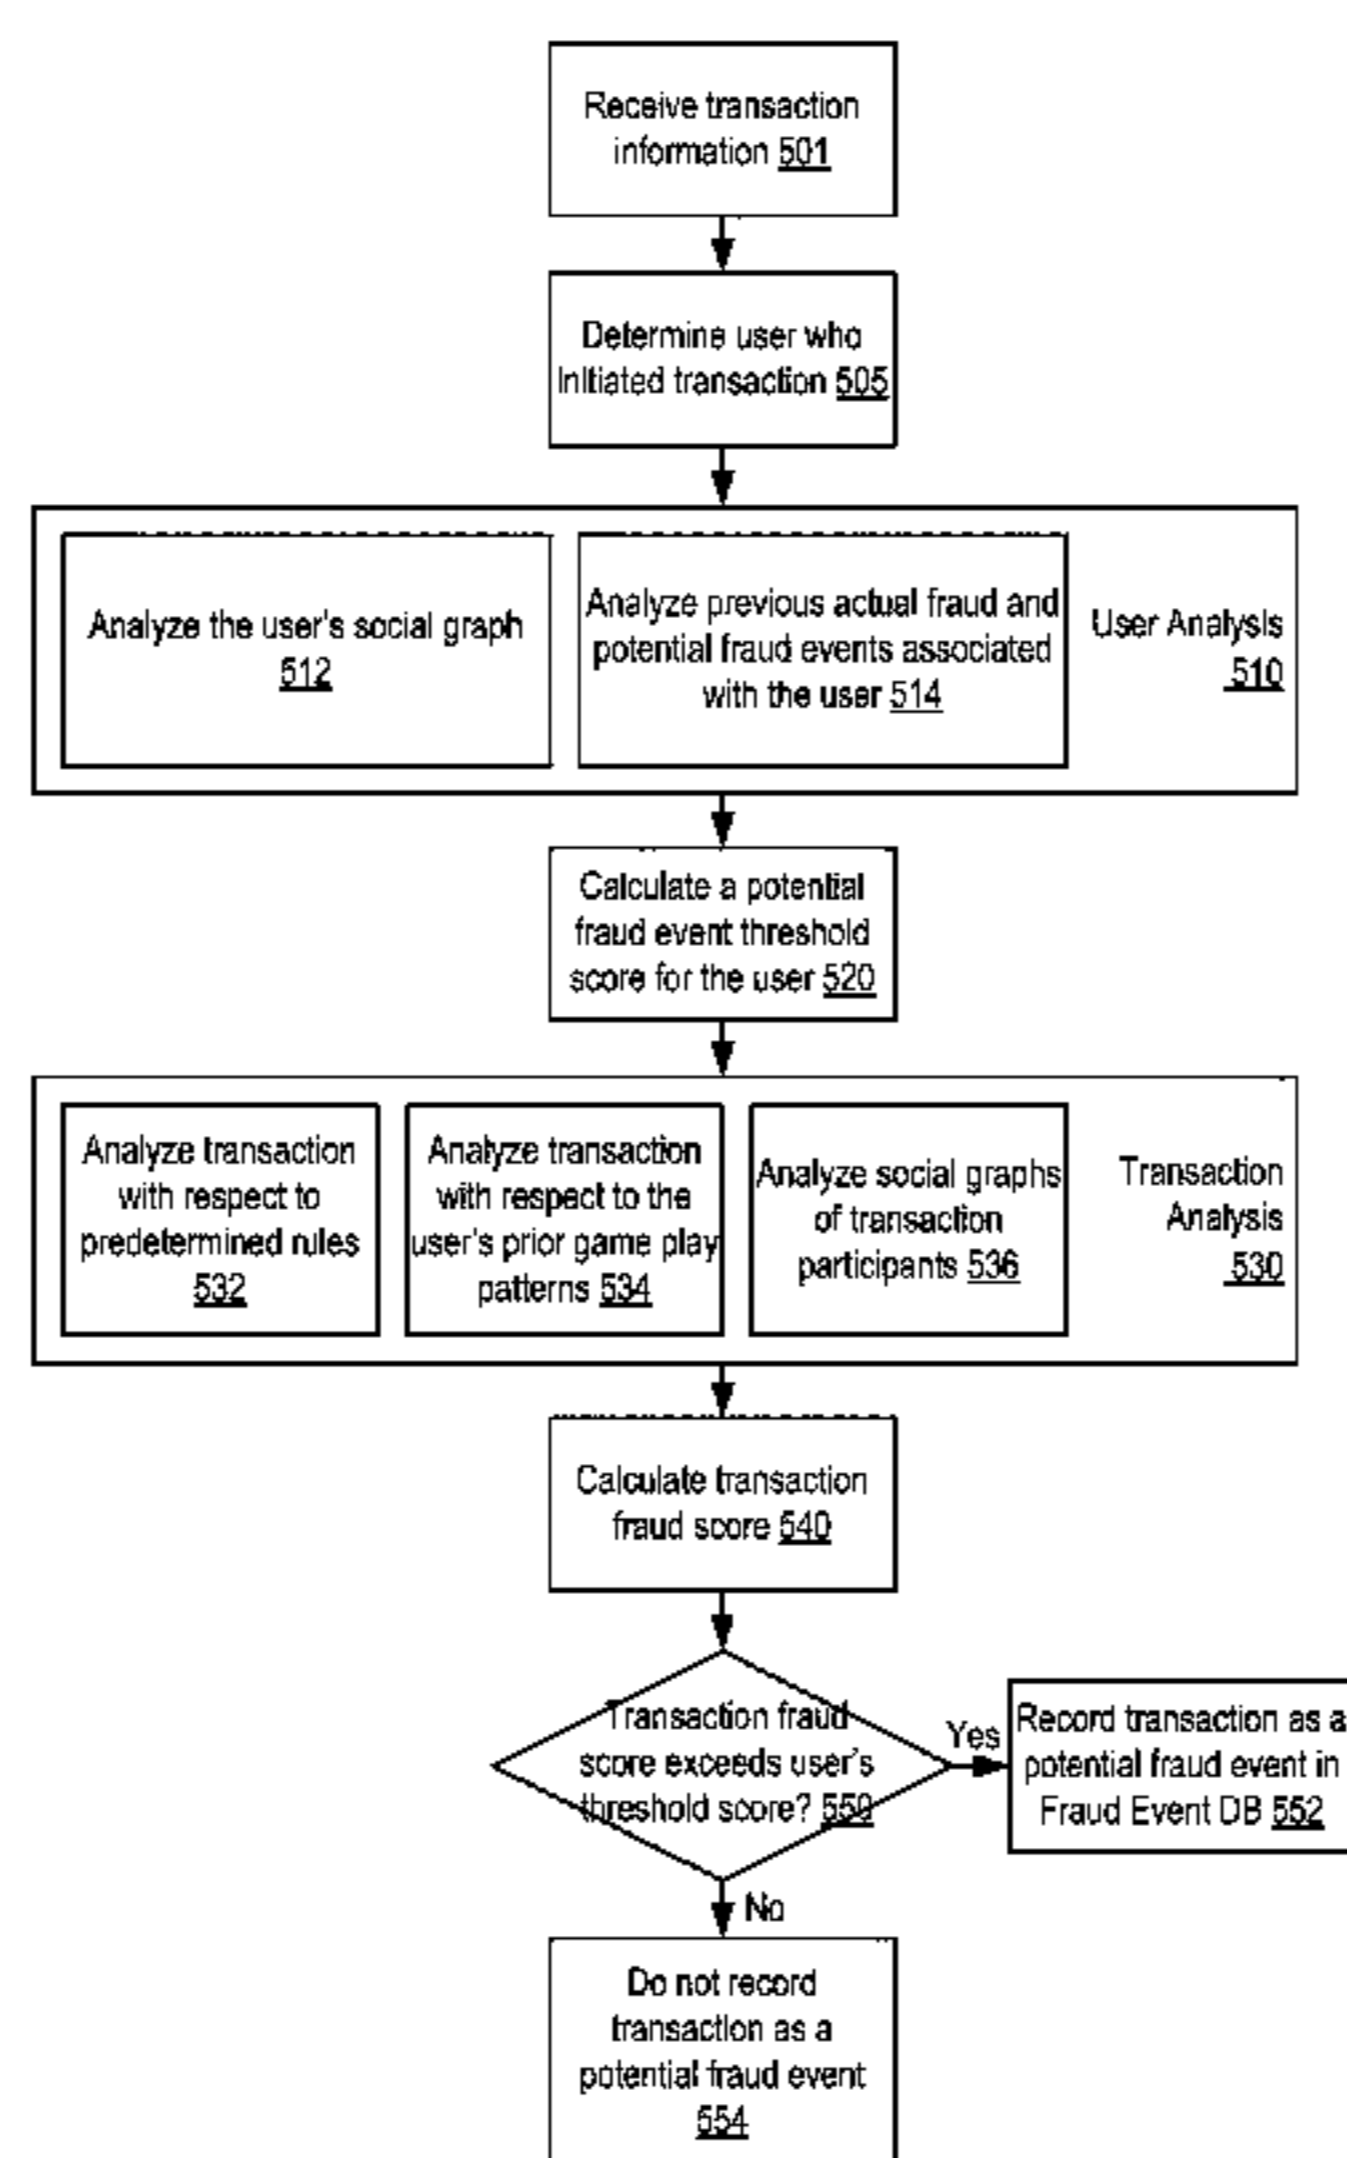 Receive transaction
information 501
Determine user who
initiated transaction 505
Analyze the user's social graph
512
Analyze previous actual fraud and
potential fraud events associated
with the user 514
User Analysis
510
Calculate a potential
fraud event threshold
score for the user 520
Analyze transaction
with respect to
predetermined rules
532
Analyze transaction
with respect to the
user's prior game play
patterns 534
Analyze social graphs
of transaction
participants 536
Transaction
Analysis
530
Calculate transaction
fraud score 540
Transaction fraud
score exceeds user's
threshold score? 550
Yes
Record transaction as a
potential fraud event in
Fraud Event DB 552
No
Do not record
transaction as a
potential fraud event
554